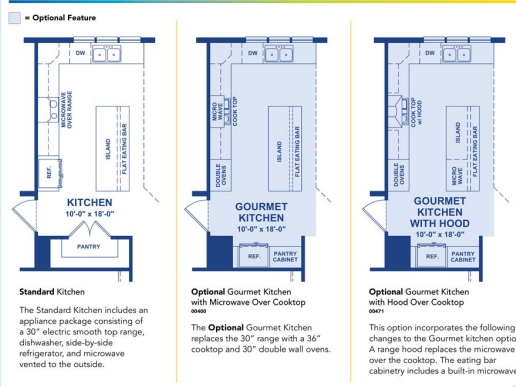 = Optional Feature
DW
MICROWAVE
OVER RANGE
ISLAND
FLAT EATING BAR
REF.
KITCHEN
10'-0" x 18'-0"
PANTRY
Standard Kitchen
The Standard Kitchen includes an
appliance package consisting of
a 30" electric smooth top range,
dishwasher, side-by-side
refrigerator, and microwave
vented to the outside.
DW
MICRO
WAVE
COOK TOP
ISLAND
FLAT EATING BAR
DOUBLE
OVENS
GOURMET
KITCHEN
10'-0" x 18'-0"
REF.
PANTRY
CABINET
Optional Gourmet Kitchen
with Microwave Over Cooktop
00400
The Optional Gourmet Kitchen
replaces the 30" range with a 36"
cooktop and 30" double wall ovens.
DW
COOK TOP
w/ HOOD
ISLAND
FLAT EATING BAR
MICRO
WAVE
DOUBLE
OVENS
GOURMET
KITCHEN
WITH HOOD
10'-0" x 18'-0"
REF.
PANTRY
CABINET
Optional Gourmet Kitchen
with Hood Over Cooktop
00471
This option incorporates the following
changes to the Gourmet kitchen optio
A range hood replaces the microwave
over the cooktop. The eating bar
cabinetry includes a built-in microwave